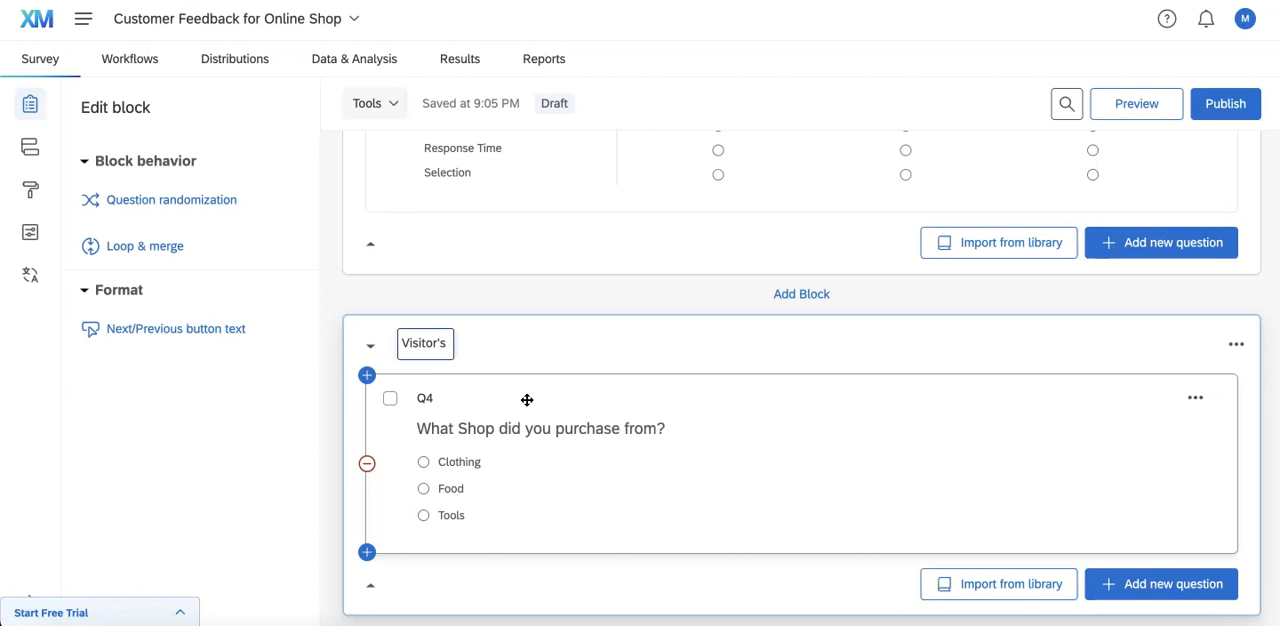 XM Customer Feedback for Online Shop
M
Survey Workflows Distributions Data & Analysis Results Reports
Edit block
Tools Saved at 9:05 PM Draft Preview Publish
Block behavior
Question randomization
Loop & merge
Format
Next/Previous button text
Response Time
Selection
Import from library Add new question
Add Block
Visitor's
Q4
What Shop did you purchase from?
Clothing
Food
Tools
Import from library Add new question
Start Free Trial